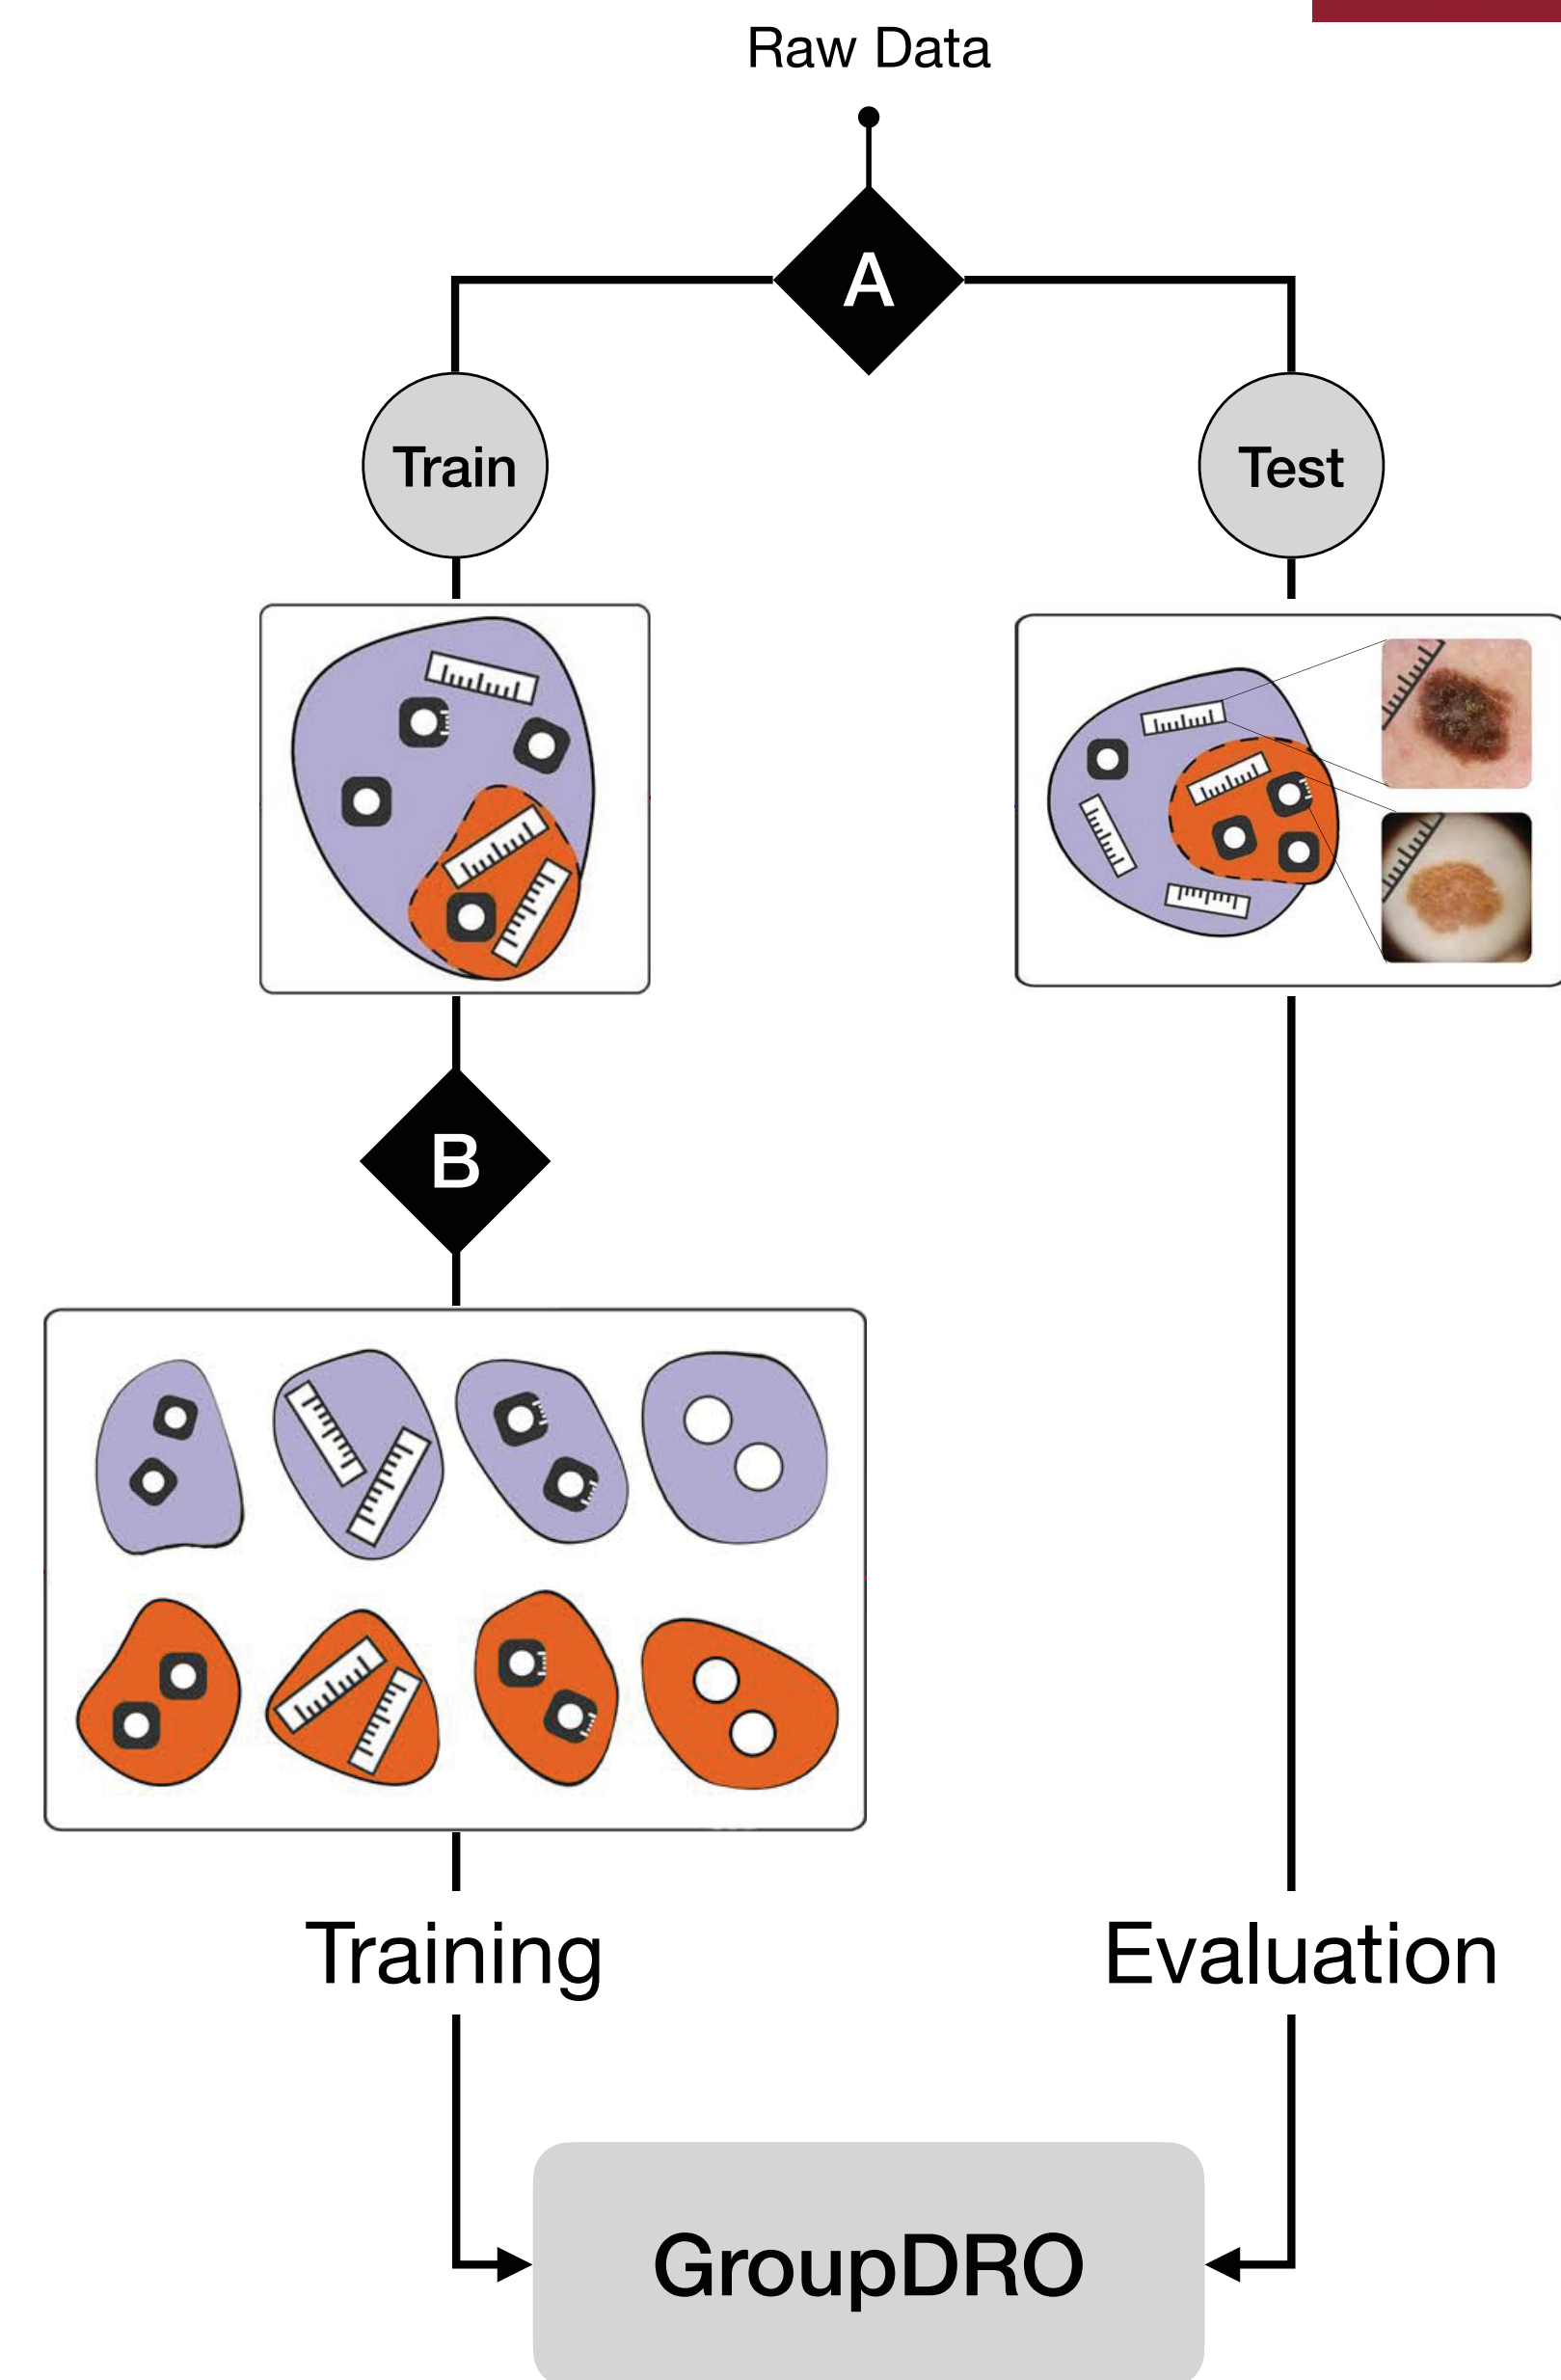 Raw Data
A
Train
Test
B
Training
Evaluation
GroupDRO